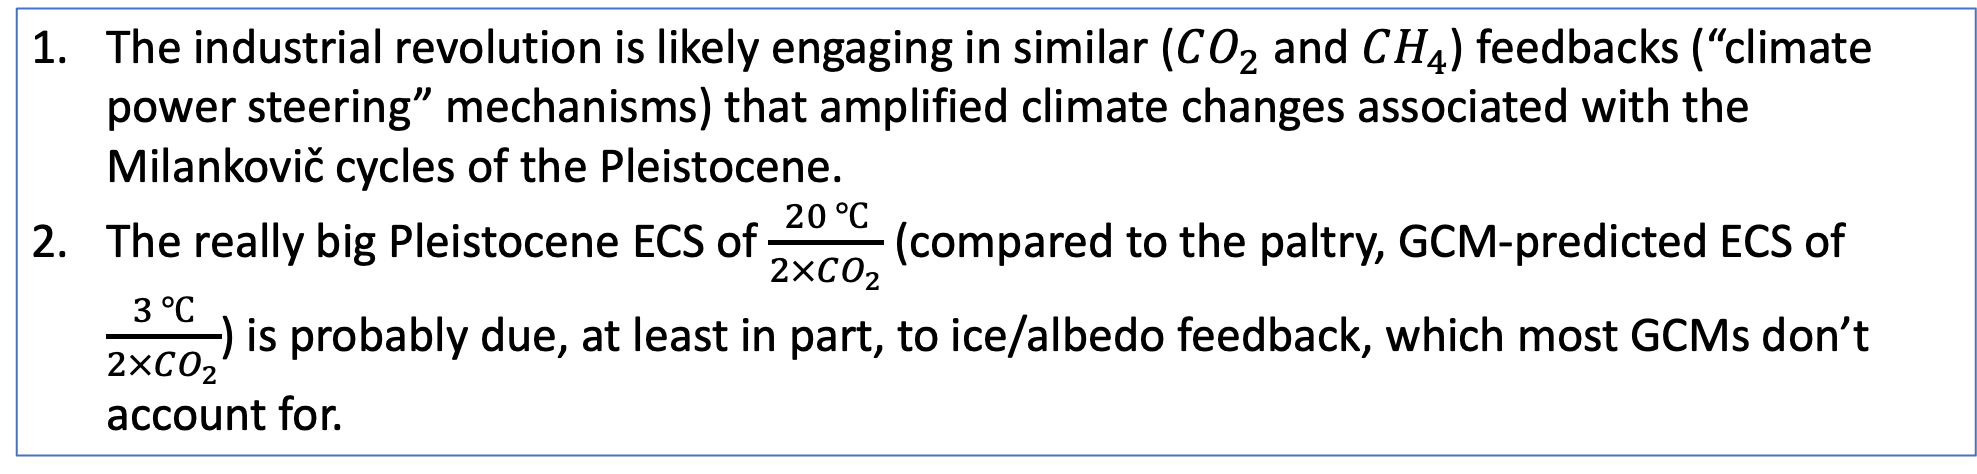 1. The industrial revolution is likely engaging in similar (CO₂ and CH₄) feedbacks (“climate
power steering” mechanisms) that amplified climate changes associated with the
Milankovič cycles of the Pleistocene.
2. The really big Pleistocene ECS of 20 °C / 2×CO₂ (compared to the paltry, GCM-predicted ECS of
3 °C / 2×CO₂) is probably due, at least in part, to ice/albedo feedback, which most GCMs don’t
account for.